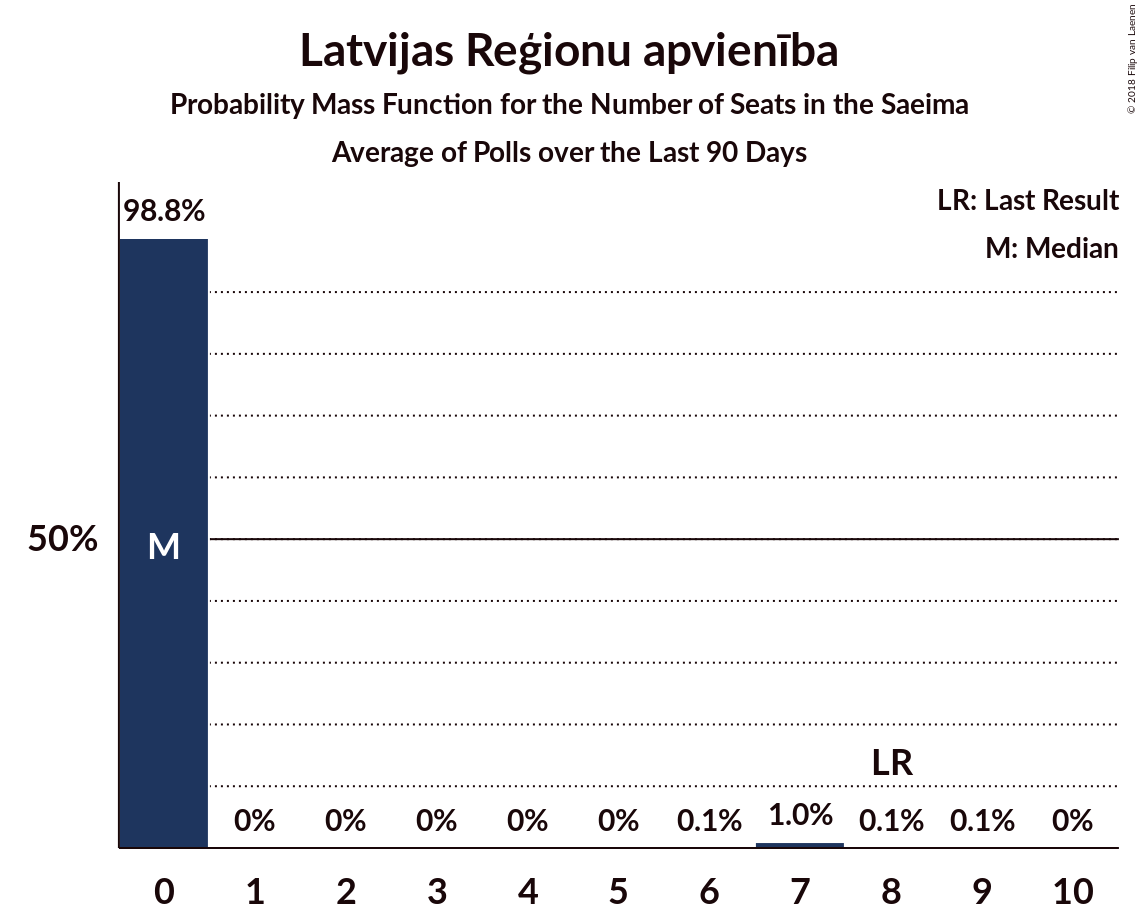 Latvijas Reģionu apvienība
Probability Mass Function for the Number of Seats in the Saeima
Average of Polls over the Last 90 Days
© 2018 Filip van Laenen
LR: Last Result
M: Median
98.8%
50%
M
LR
0% 0% 0% 0% 0% 0.1% 1.0% 0.1% 0.1% 0%
0 1 2 3 4 5 6 7 8 9 10